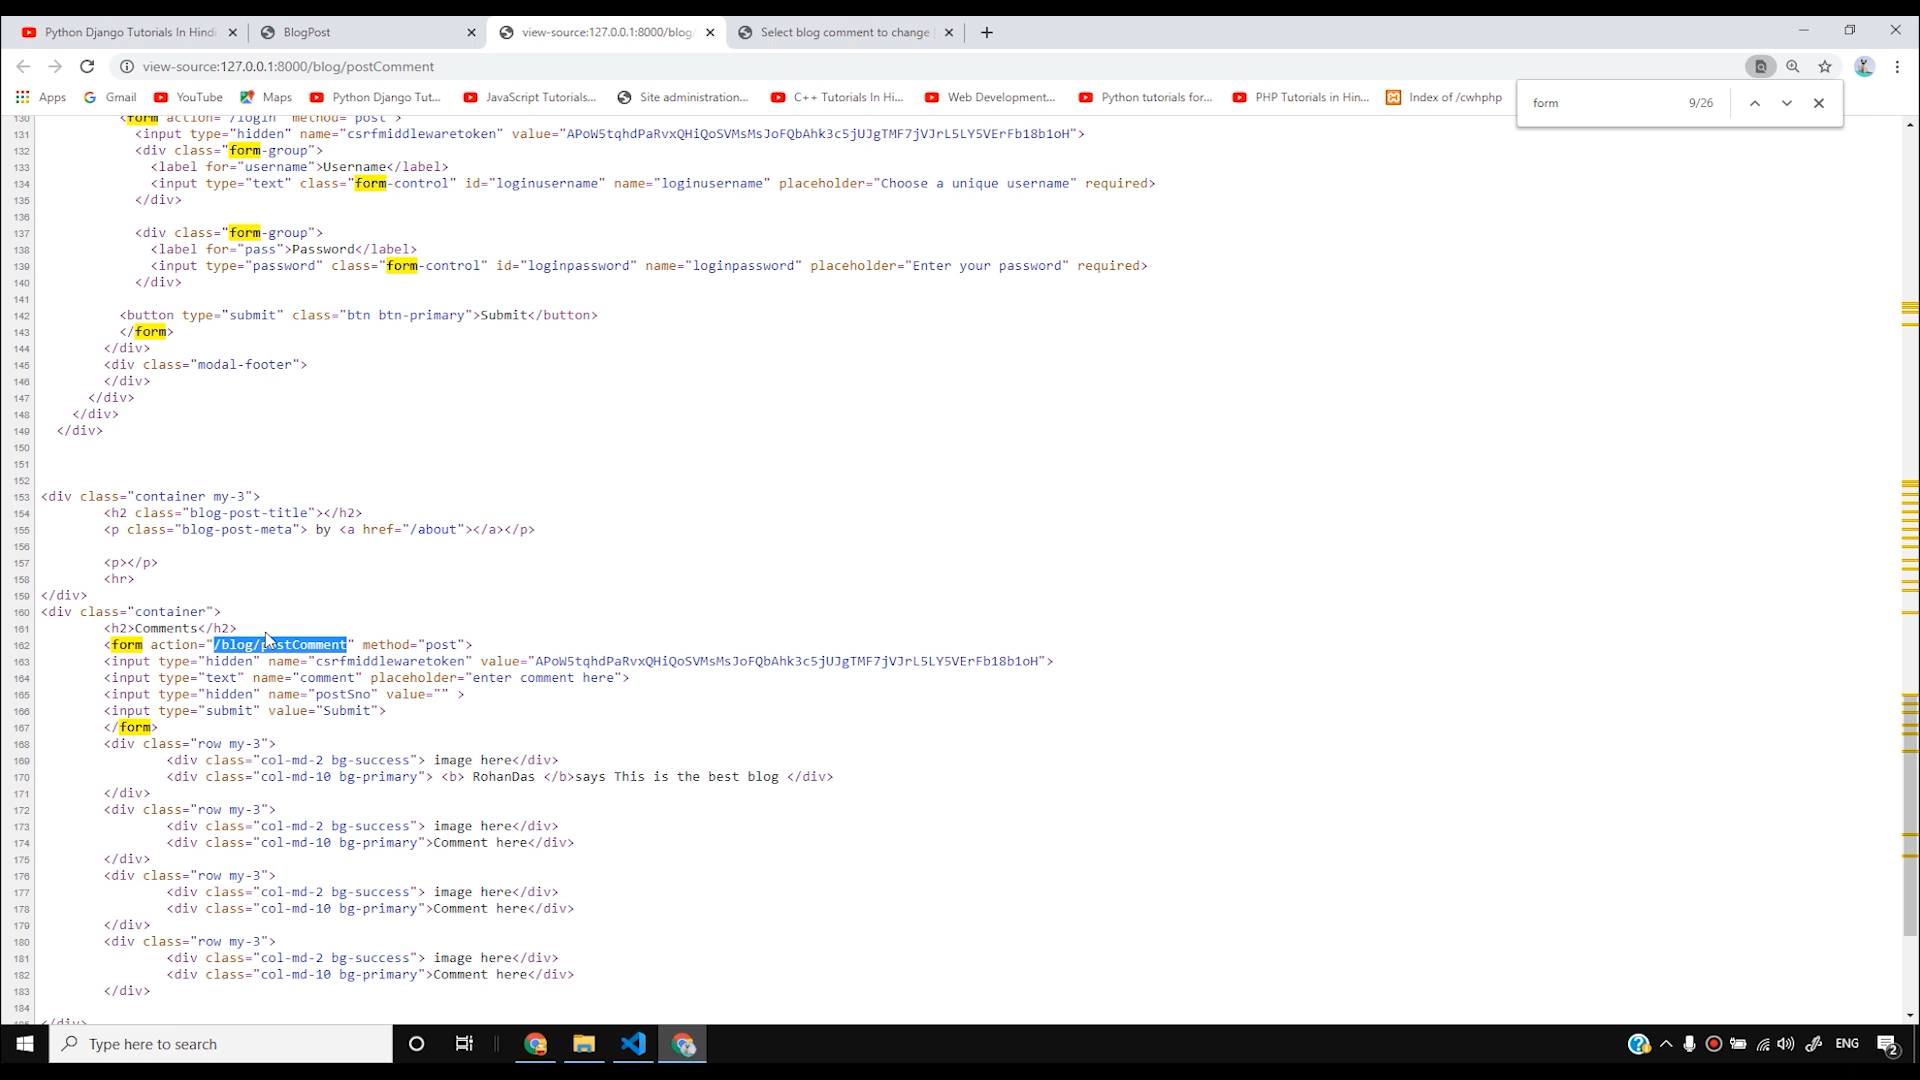 Python Django Tutorials In Hindi
BlogPost
view-source:127.0.0.1:8000/blog/
Select blog comment to change
view-source:127.0.0.1:8000/blog/postComment
Apps
Gmail
YouTube
Maps
Python Django Tut...
JavaScript Tutorials...
Site administration...
C++ Tutorials In Hi...
Web Development...
Python tutorials for...
PHP Tutorials in Hin...
Index of /cwhphp
form 9/26
130 <form action="/login" method="post">
131 <input type="hidden" name="csrfmiddlewaretoken" value="APoW5tqhdPaRvxQHiQoSVMsMsJoFQbAhk3c5jUJgTMF7jVJrL5LY5VErFb18b1oH">
132 <div class="form-group">
133 <label for="username">Username</label>
134 <input type="text" class="form-control" id="loginusername" name="loginusername" placeholder="Choose a unique username" required>
135 </div>
136
137 <div class="form-group">
138 <label for="pass">Password</label>
139 <input type="password" class="form-control" id="loginpassword" name="loginpassword" placeholder="Enter your password" required>
140 </div>
141
142 <button type="submit" class="btn btn-primary">Submit</button>
143 </form>
144 </div>
145 <div class="modal-footer">
146 </div>
147 </div>
148 </div>
149 </div>
150
151
152
153 <div class="container my-3">
154 <h2 class="blog-post-title"></h2>
155 <p class="blog-post-meta"> by <a href="/about"></a></p>
156
157 <p></p>
158 <hr>
159 </div>
160 <div class="container">
161 <h2>Comments</h2>
162 <form action="/blog/postComment" method="post">
163 <input type="hidden" name="csrfmiddlewaretoken" value="APoW5tqhdPaRvxQHiQoSVMsMsJoFQbAhk3c5jUJgTMF7jVJrL5LY5VErFb18b1oH">
164 <input type="text" name="comment" placeholder="enter comment here">
165 <input type="hidden" name="postSno" value="" >
166 <input type="submit" value="Submit">
167 </form>
168 <div class="row my-3">
169 <div class="col-md-2 bg-success"> image here</div>
170 <div class="col-md-10 bg-primary"> <b> RohanDas </b>says This is the best blog </div>
171 </div>
172 <div class="row my-3">
173 <div class="col-md-2 bg-success"> image here</div>
174 <div class="col-md-10 bg-primary">Comment here</div>
175 </div>
176 <div class="row my-3">
177 <div class="col-md-2 bg-success"> image here</div>
178 <div class="col-md-10 bg-primary">Comment here</div>
179 </div>
180 <div class="row my-3">
181 <div class="col-md-2 bg-success"> image here</div>
182 <div class="col-md-10 bg-primary">Comment here</div>
183 </div>
184
185 </div>
Type here to search
ENG
2